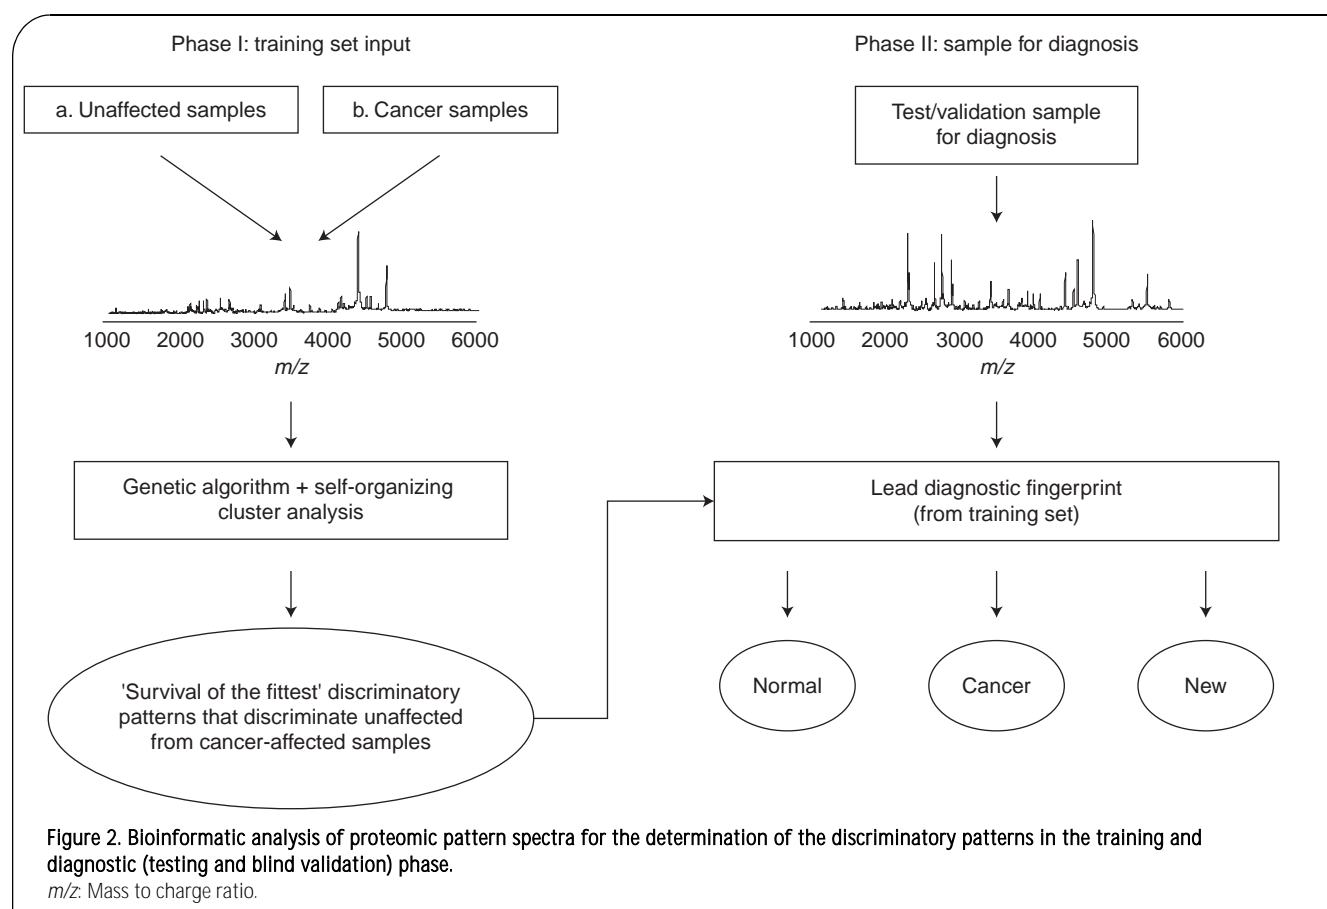 Phase I: training set input
a. Unaffected samples
b. Cancer samples
1000 2000 3000 4000 5000 6000
m/z
Genetic algorithm + self-organizing
cluster analysis
'Survival of the fittest' discriminatory
patterns that discriminate unaffected
from cancer-affected samples
Phase II: sample for diagnosis
Test/validation sample
for diagnosis
1000 2000 3000 4000 5000 6000
m/z
Lead diagnostic fingerprint
(from training set)
Normal
Cancer
New
Figure 2. Bioinformatic analysis of proteomic pattern spectra for the determination of the discriminatory patterns in the training and
diagnostic (testing and blind validation) phase.
m/z: Mass to charge ratio.